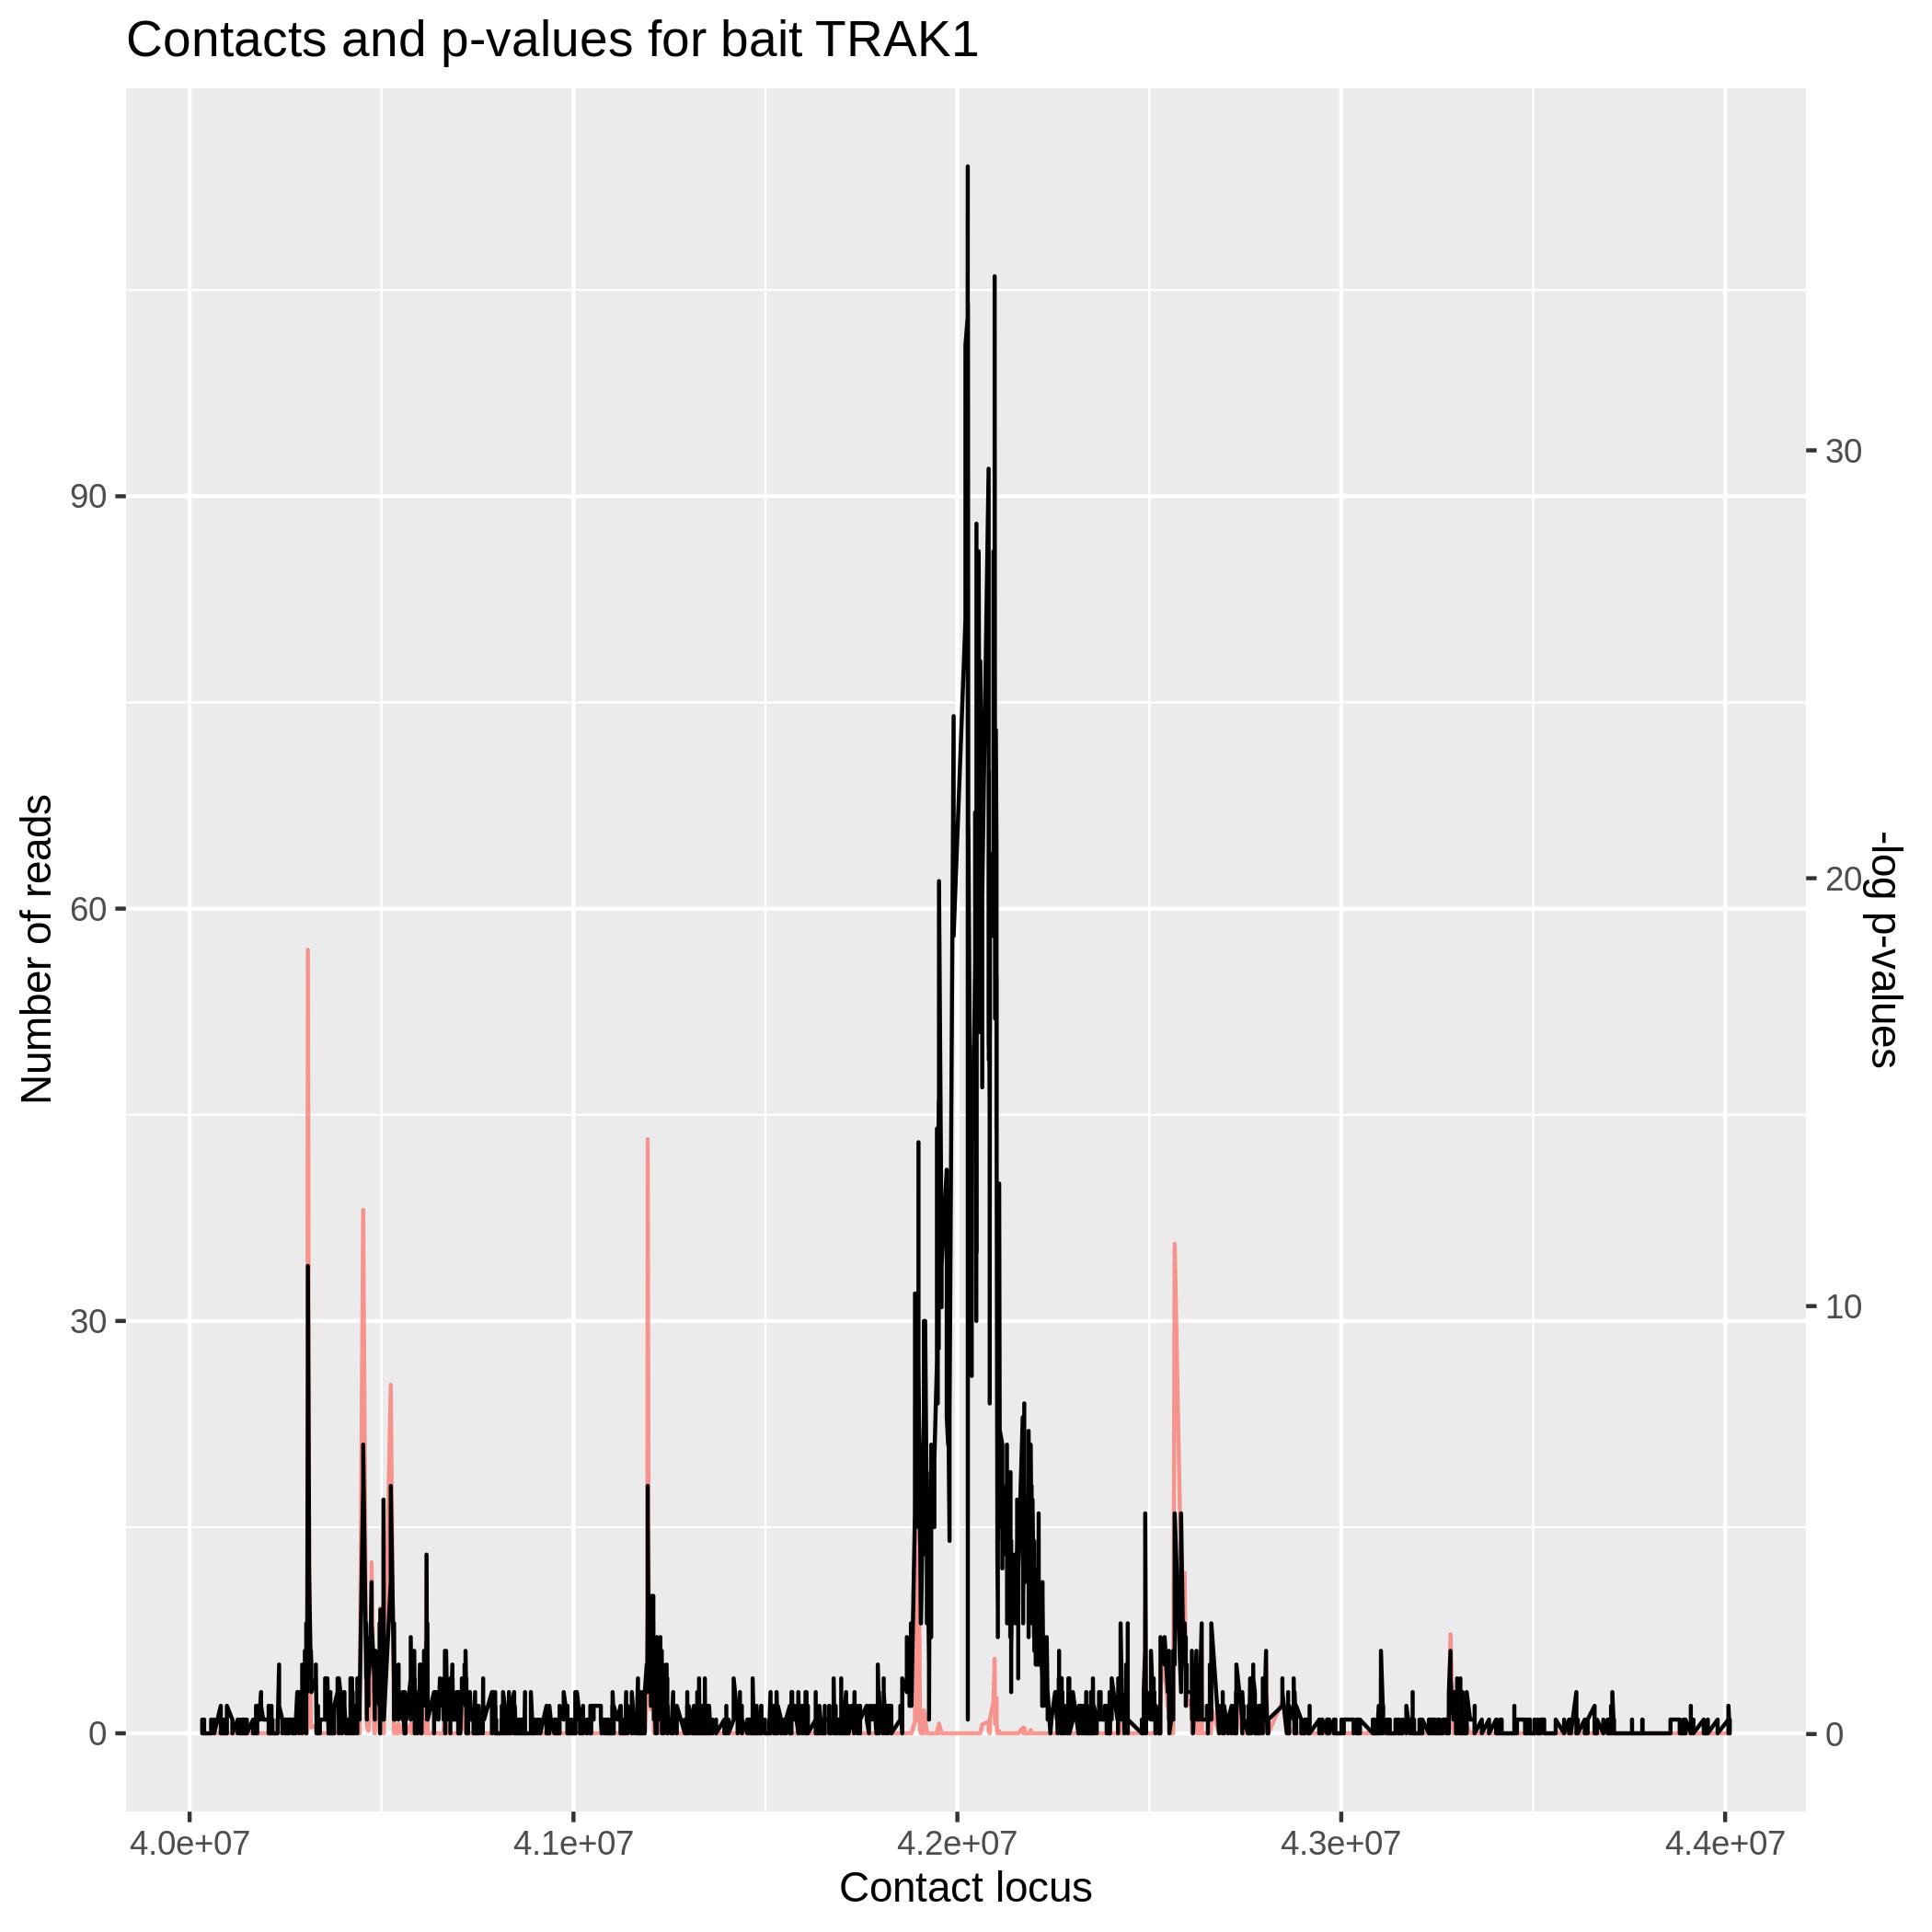 Contacts and p-values for bait TRAK1
Number of reads
90
60
30
0
30
20
10
0
-log p-values
4.0e+07
4.1e+07
4.2e+07
4.3e+07
4.4e+07
Contact locus